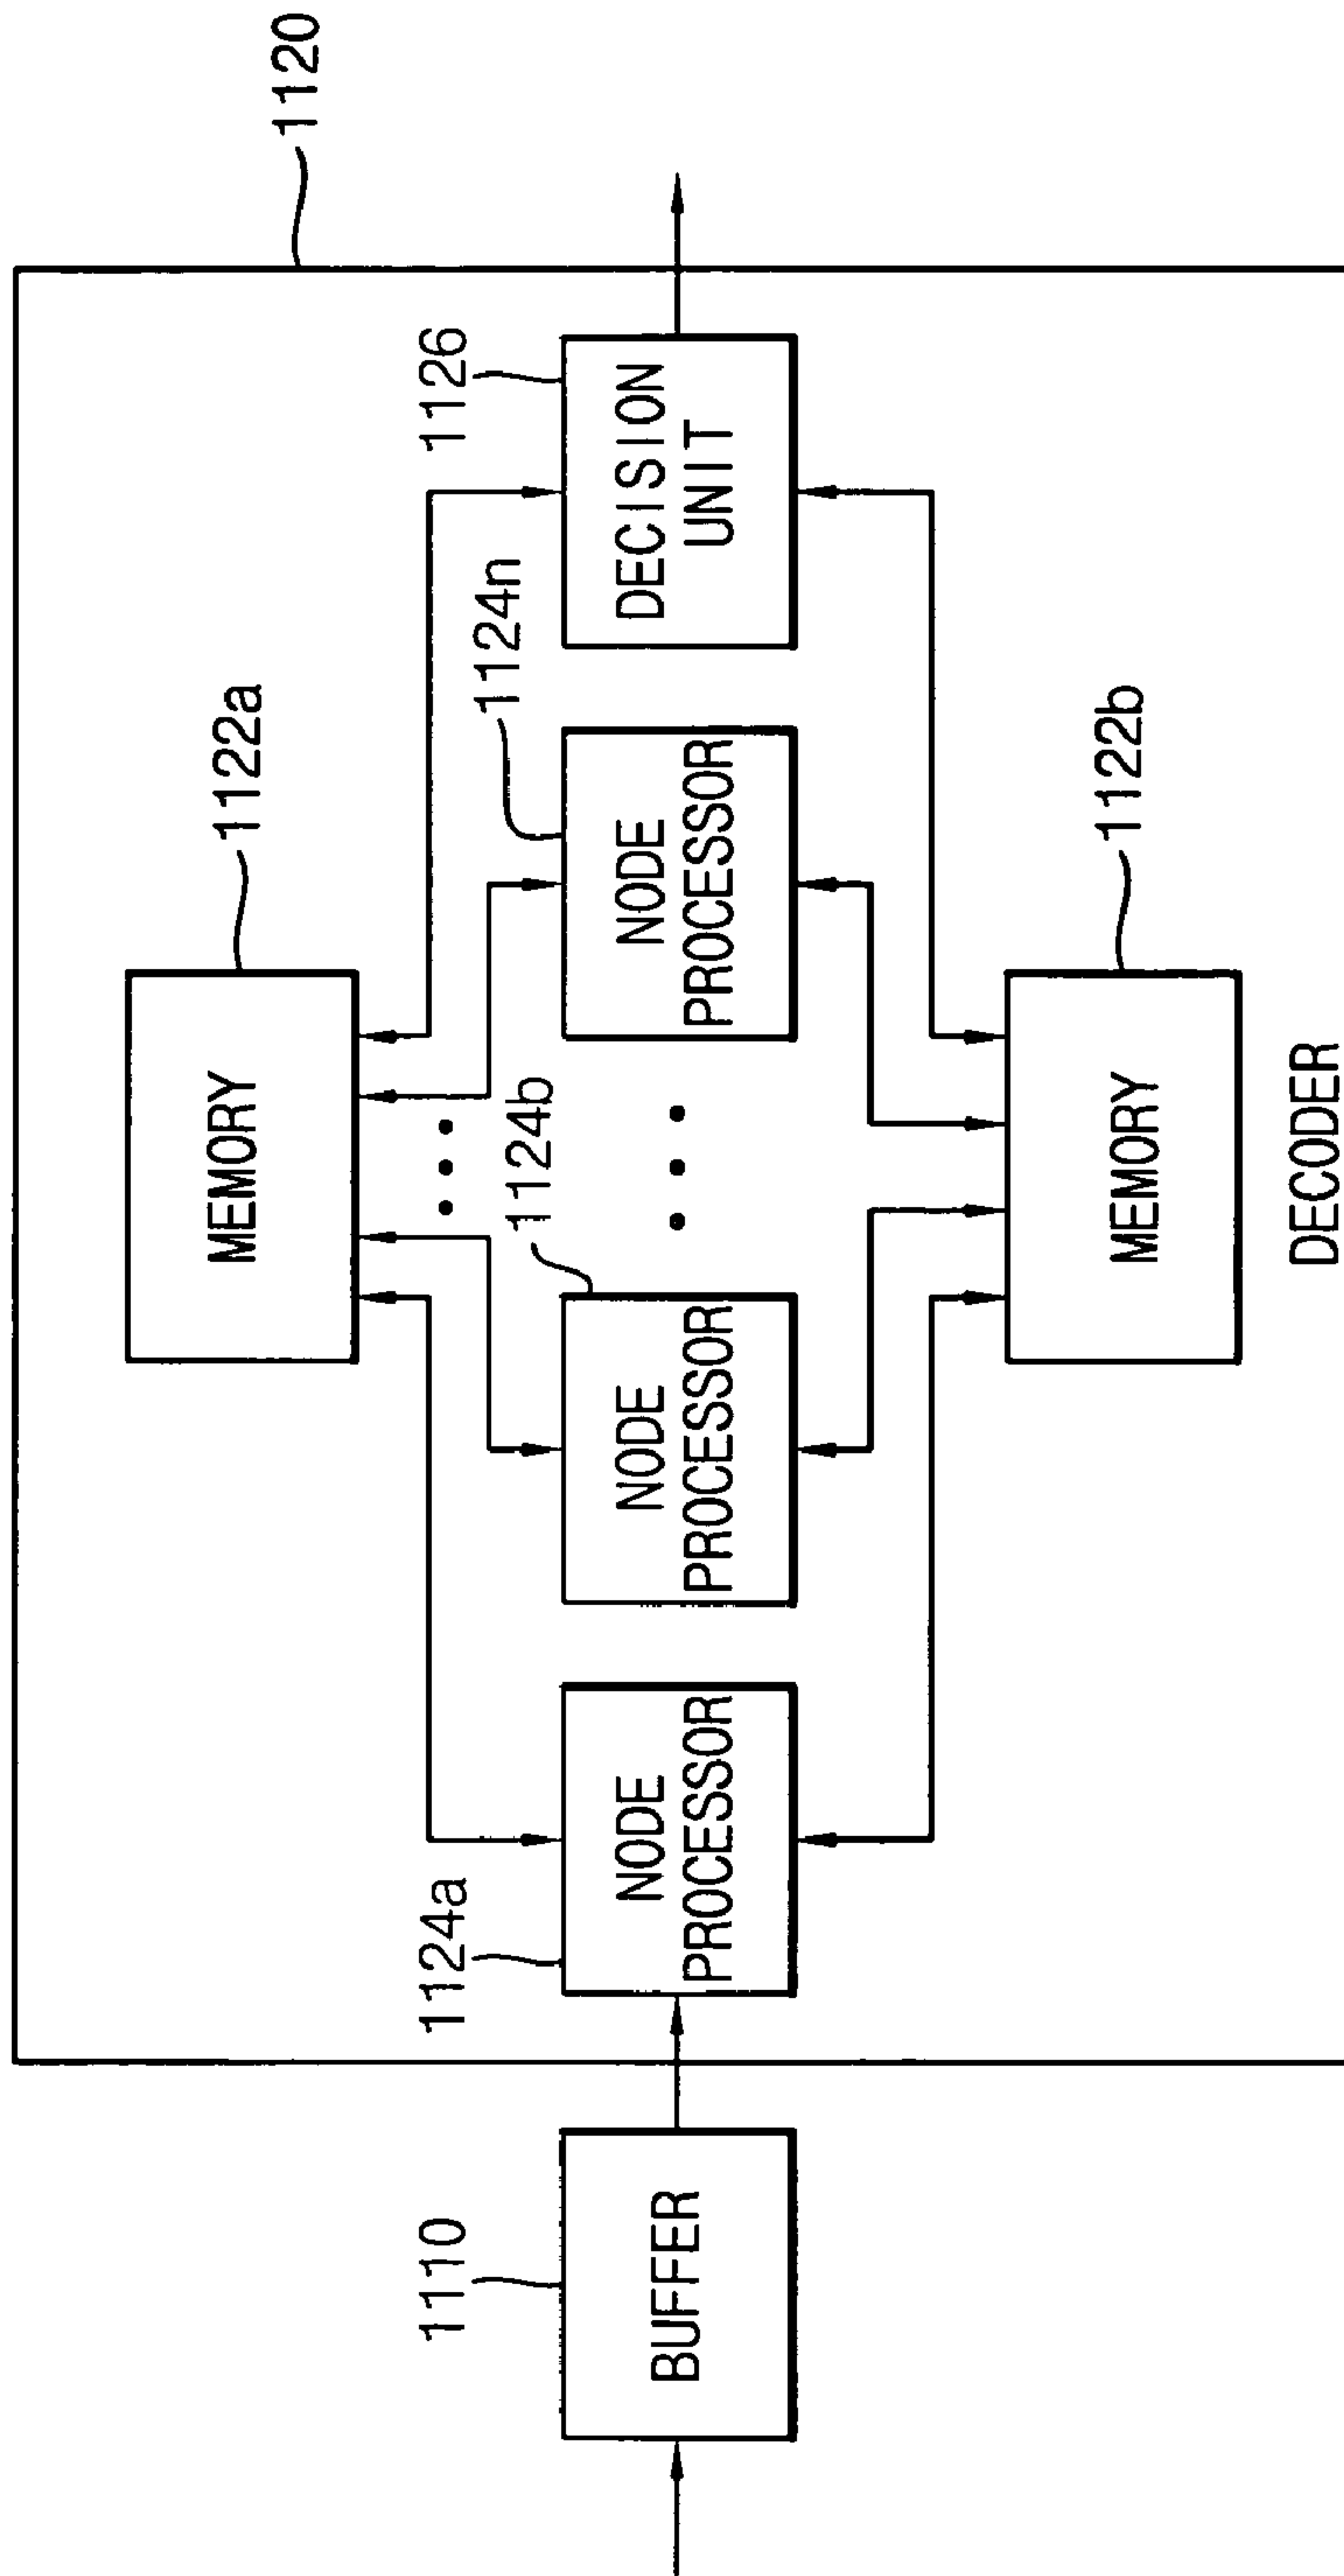 1120
1122a
MEMORY
1110
1124a
1124b
1124n
1126
BUFFER
NODE
PROCESSOR
NODE
PROCESSOR
NODE
PROCESSOR
DECISION
UNIT
1122b
MEMORY
DECODER